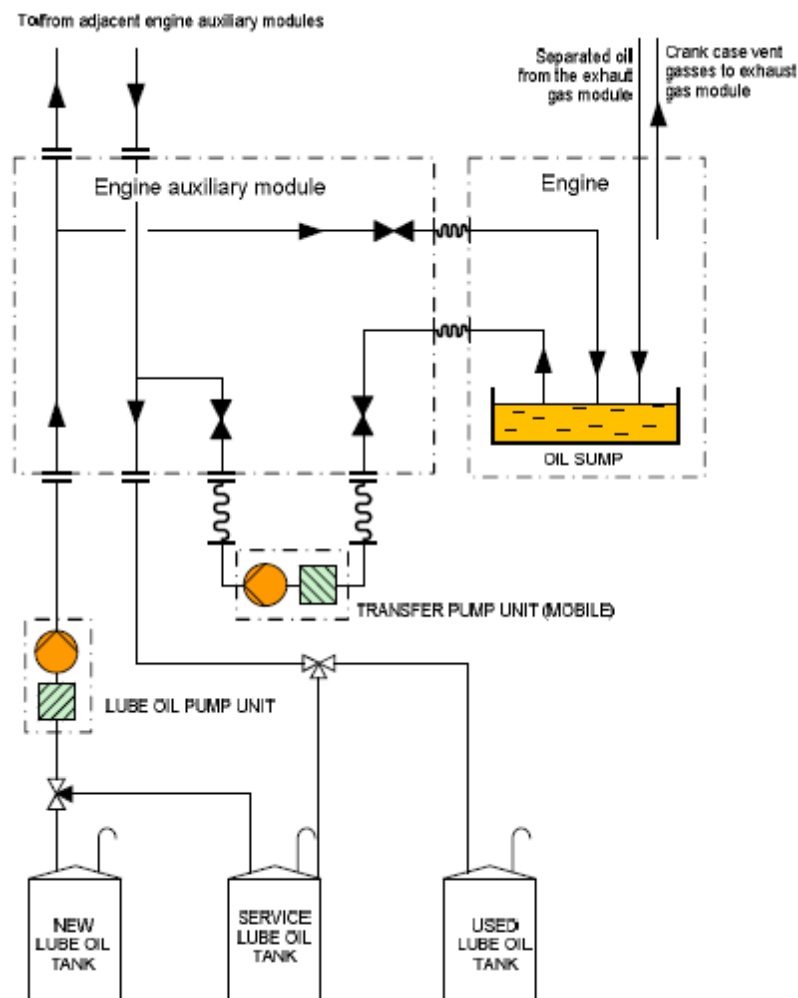 To/from adjacent engine auxiliary modules
Separated oil
from the exhaut
gas module
Crank case vent
gasses to exhaust
gas module
Engine auxiliary module
Engine
OIL SUMP
TRANSFER PUMP UNIT (MOBILE)
LUBE OIL PUMP UNIT
NEW
LUBE OIL
TANK
SERVICE
LUBE OIL
TANK
USED
LUBE OIL
TANK